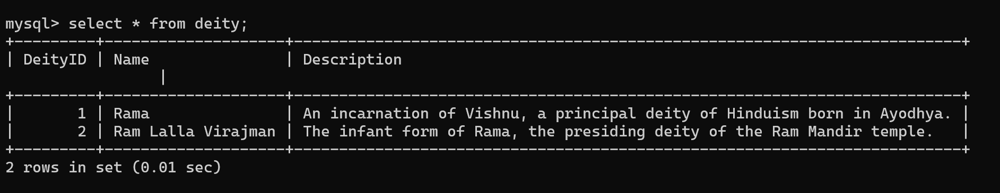 mysql> select * from deity;
+---------+--------------------+--------------------------------------------------------------------------+
| DeityID | Name               | Description
                 |
+---------+--------------------+--------------------------------------------------------------------------+
|       1 | Rama               | An incarnation of Vishnu, a principal deity of Hinduism born in Ayodhya. |
|       2 | Ram Lalla Virajman | The infant form of Rama, the presiding deity of the Ram Mandir temple.   |
+---------+--------------------+--------------------------------------------------------------------------+
2 rows in set (0.01 sec)